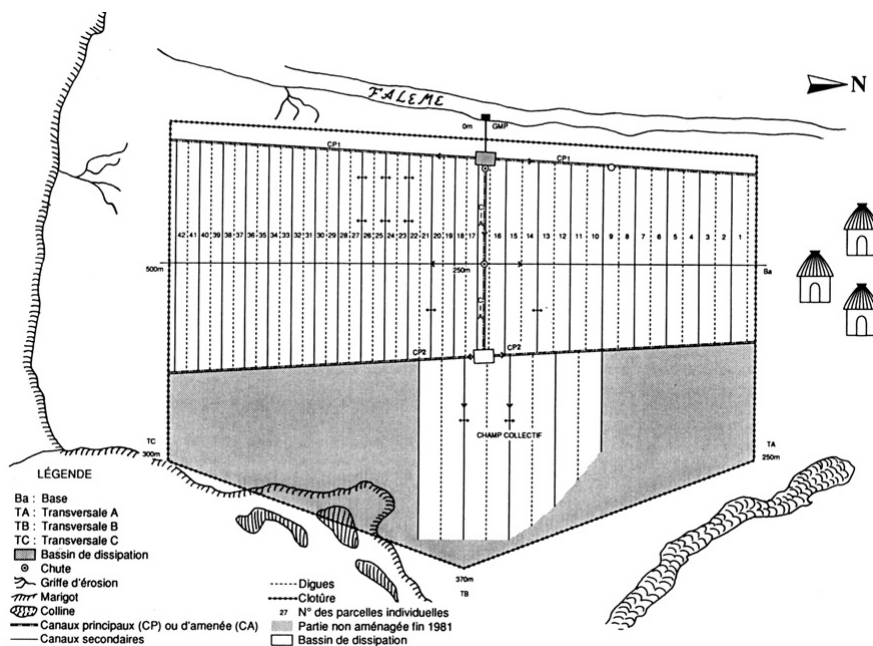 FALEME
N
0m GMP
CP1
CP1
C I A
42 41 40 39 38 37 36 35 34 33 32 31 30 29 28 27 26 25 24 23 22 21 20 19 18 17 16 15 14 13 12 11 10 9 8 7 6 5 4 3 2 1
500m
250m
Ba
C I A
CP2
CP2
CHAMP COLLECTIF
TC
300m
TA
250m
370m
TB
LÉGENDE
Ba : Base
TA : Transversale A
TB : Transversale B
TC : Transversale C
Bassin de dissipation
Chute
Griffe d'érosion
Marigot
Colline
Canaux principaux (CP) ou d'amenée (CA)
Canaux secondaires
Digues
Clotûre
27 N° des parcelles individuelles
Partie non aménagée fin 1981
Bassin de dissipation